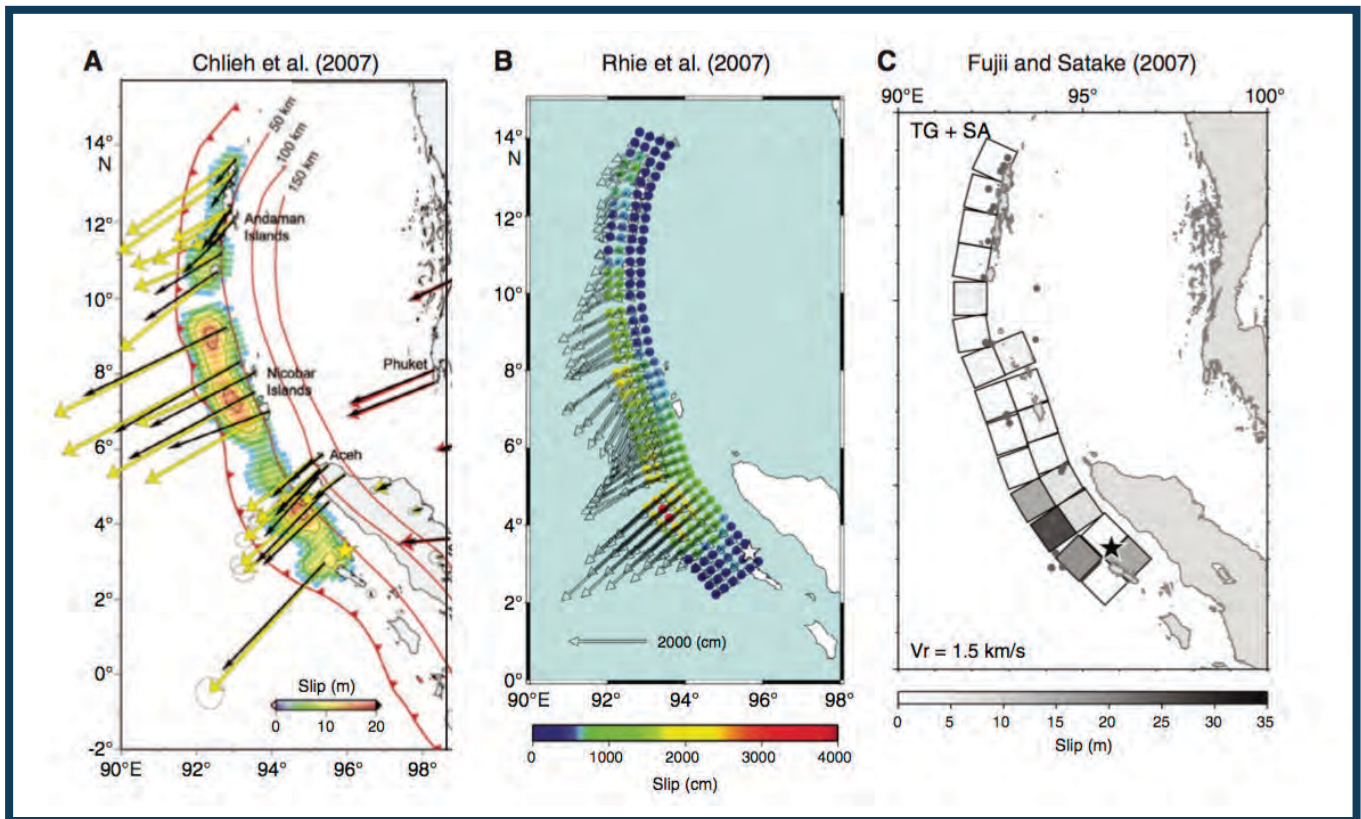 A Chlieh et al. (2007)
50 km
100 km
150 km
14°
N
12°
10°
8°
6°
4°
2°
0°
-2°
Andaman
Islands
Nicobar
Islands
Phuket
Aceh
Slip (m)
0 10 20
90°E 92° 94° 96° 98°
B Rhie et al. (2007)
14°
N
12°
10°
8°
6°
4°
2°
0°
2000 (cm)
90°E 92° 94° 96° 98°
0 1000 2000 3000 4000
Slip (cm)
C Fujii and Satake (2007)
90°E 95° 100°
TG + SA
Vr = 1.5 km/s
0 5 10 15 20 25 30 35
Slip (m)